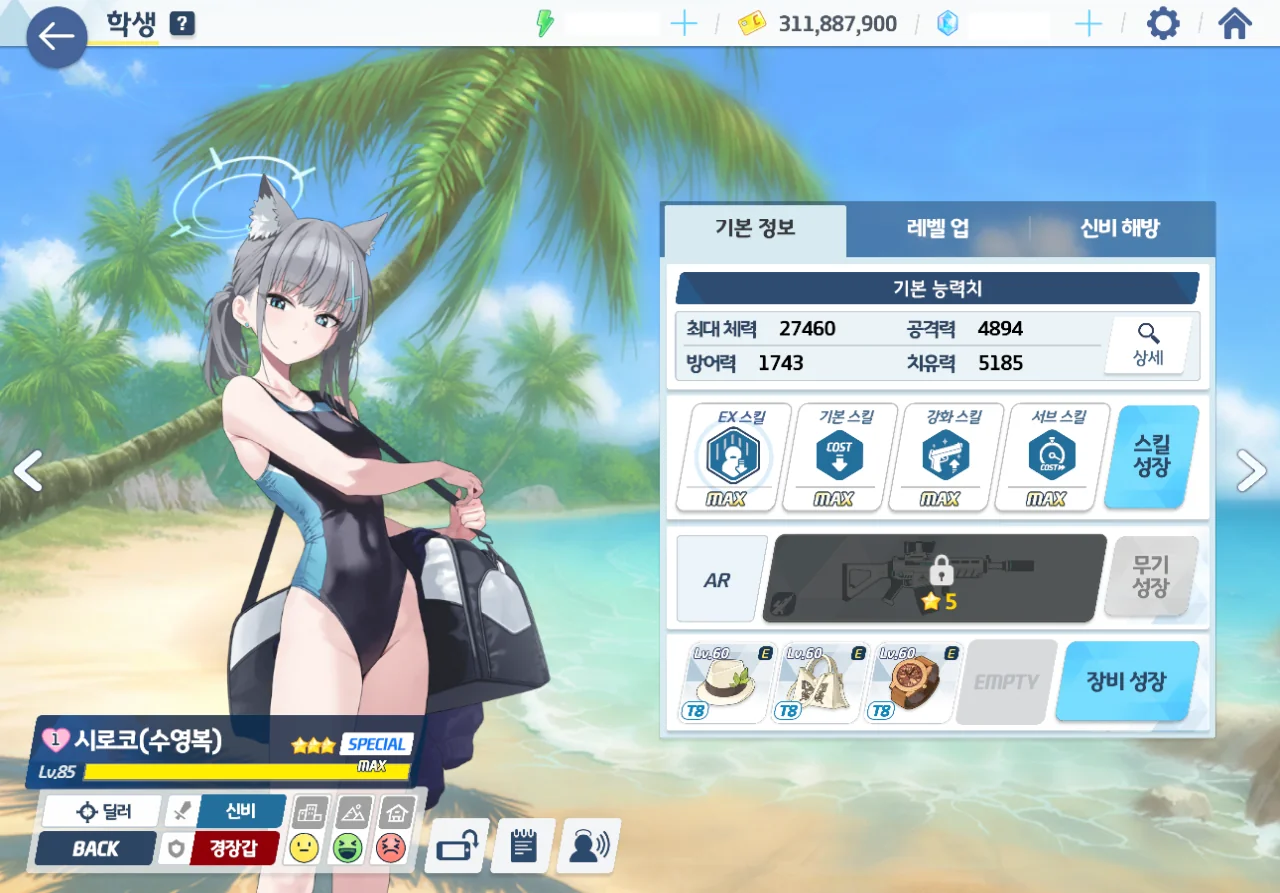 학생 ?
311,887,900
기본 정보 레벨 업 신비 해방
기본 능력치
최대 체력 27460 공격력 4894
방어력 1743 치유력 5185
상세
EX 스킬 기본 스킬 강화 스킬 서브 스킬
COST COST
MAX MAX MAX MAX
스킬
성장
AR
5
무기
성장
Lv.60 E Lv.60 E Lv.60 E
T8 T8 T8
EMPTY
장비 성장
1 시로코(수영복) SPECIAL
Lv.85 MAX
딜러 신비
BACK 경장갑